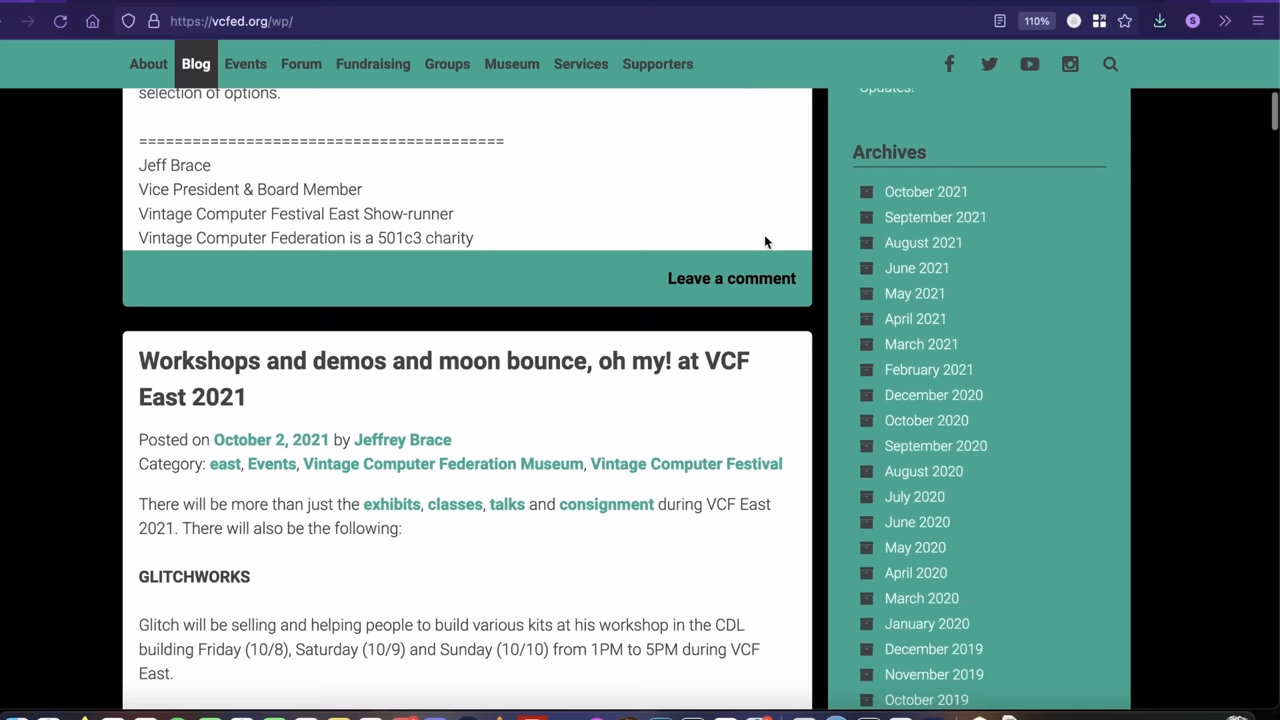 https://vcfed.org/wp/
110%
S
About Blog Events Forum Fundraising Groups Museum Services Supporters
selection of options.
========================================
Jeff Brace
Vice President & Board Member
Vintage Computer Festival East Show-runner
Vintage Computer Federation is a 501c3 charity
Leave a comment
Workshops and demos and moon bounce, oh my! at VCF
East 2021
Posted on October 2, 2021 by Jeffrey Brace
Category: east, Events, Vintage Computer Federation Museum, Vintage Computer Festival
There will be more than just the exhibits, classes, talks and consignment during VCF East
2021. There will also be the following:
GLITCHWORKS
Glitch will be selling and helping people to build various kits at his workshop in the CDL
building Friday (10/8), Saturday (10/9) and Sunday (10/10) from 1PM to 5PM during VCF
East.
Updates!
Archives
October 2021
September 2021
August 2021
June 2021
May 2021
April 2021
March 2021
February 2021
December 2020
October 2020
September 2020
August 2020
July 2020
June 2020
May 2020
April 2020
March 2020
January 2020
December 2019
November 2019
October 2019